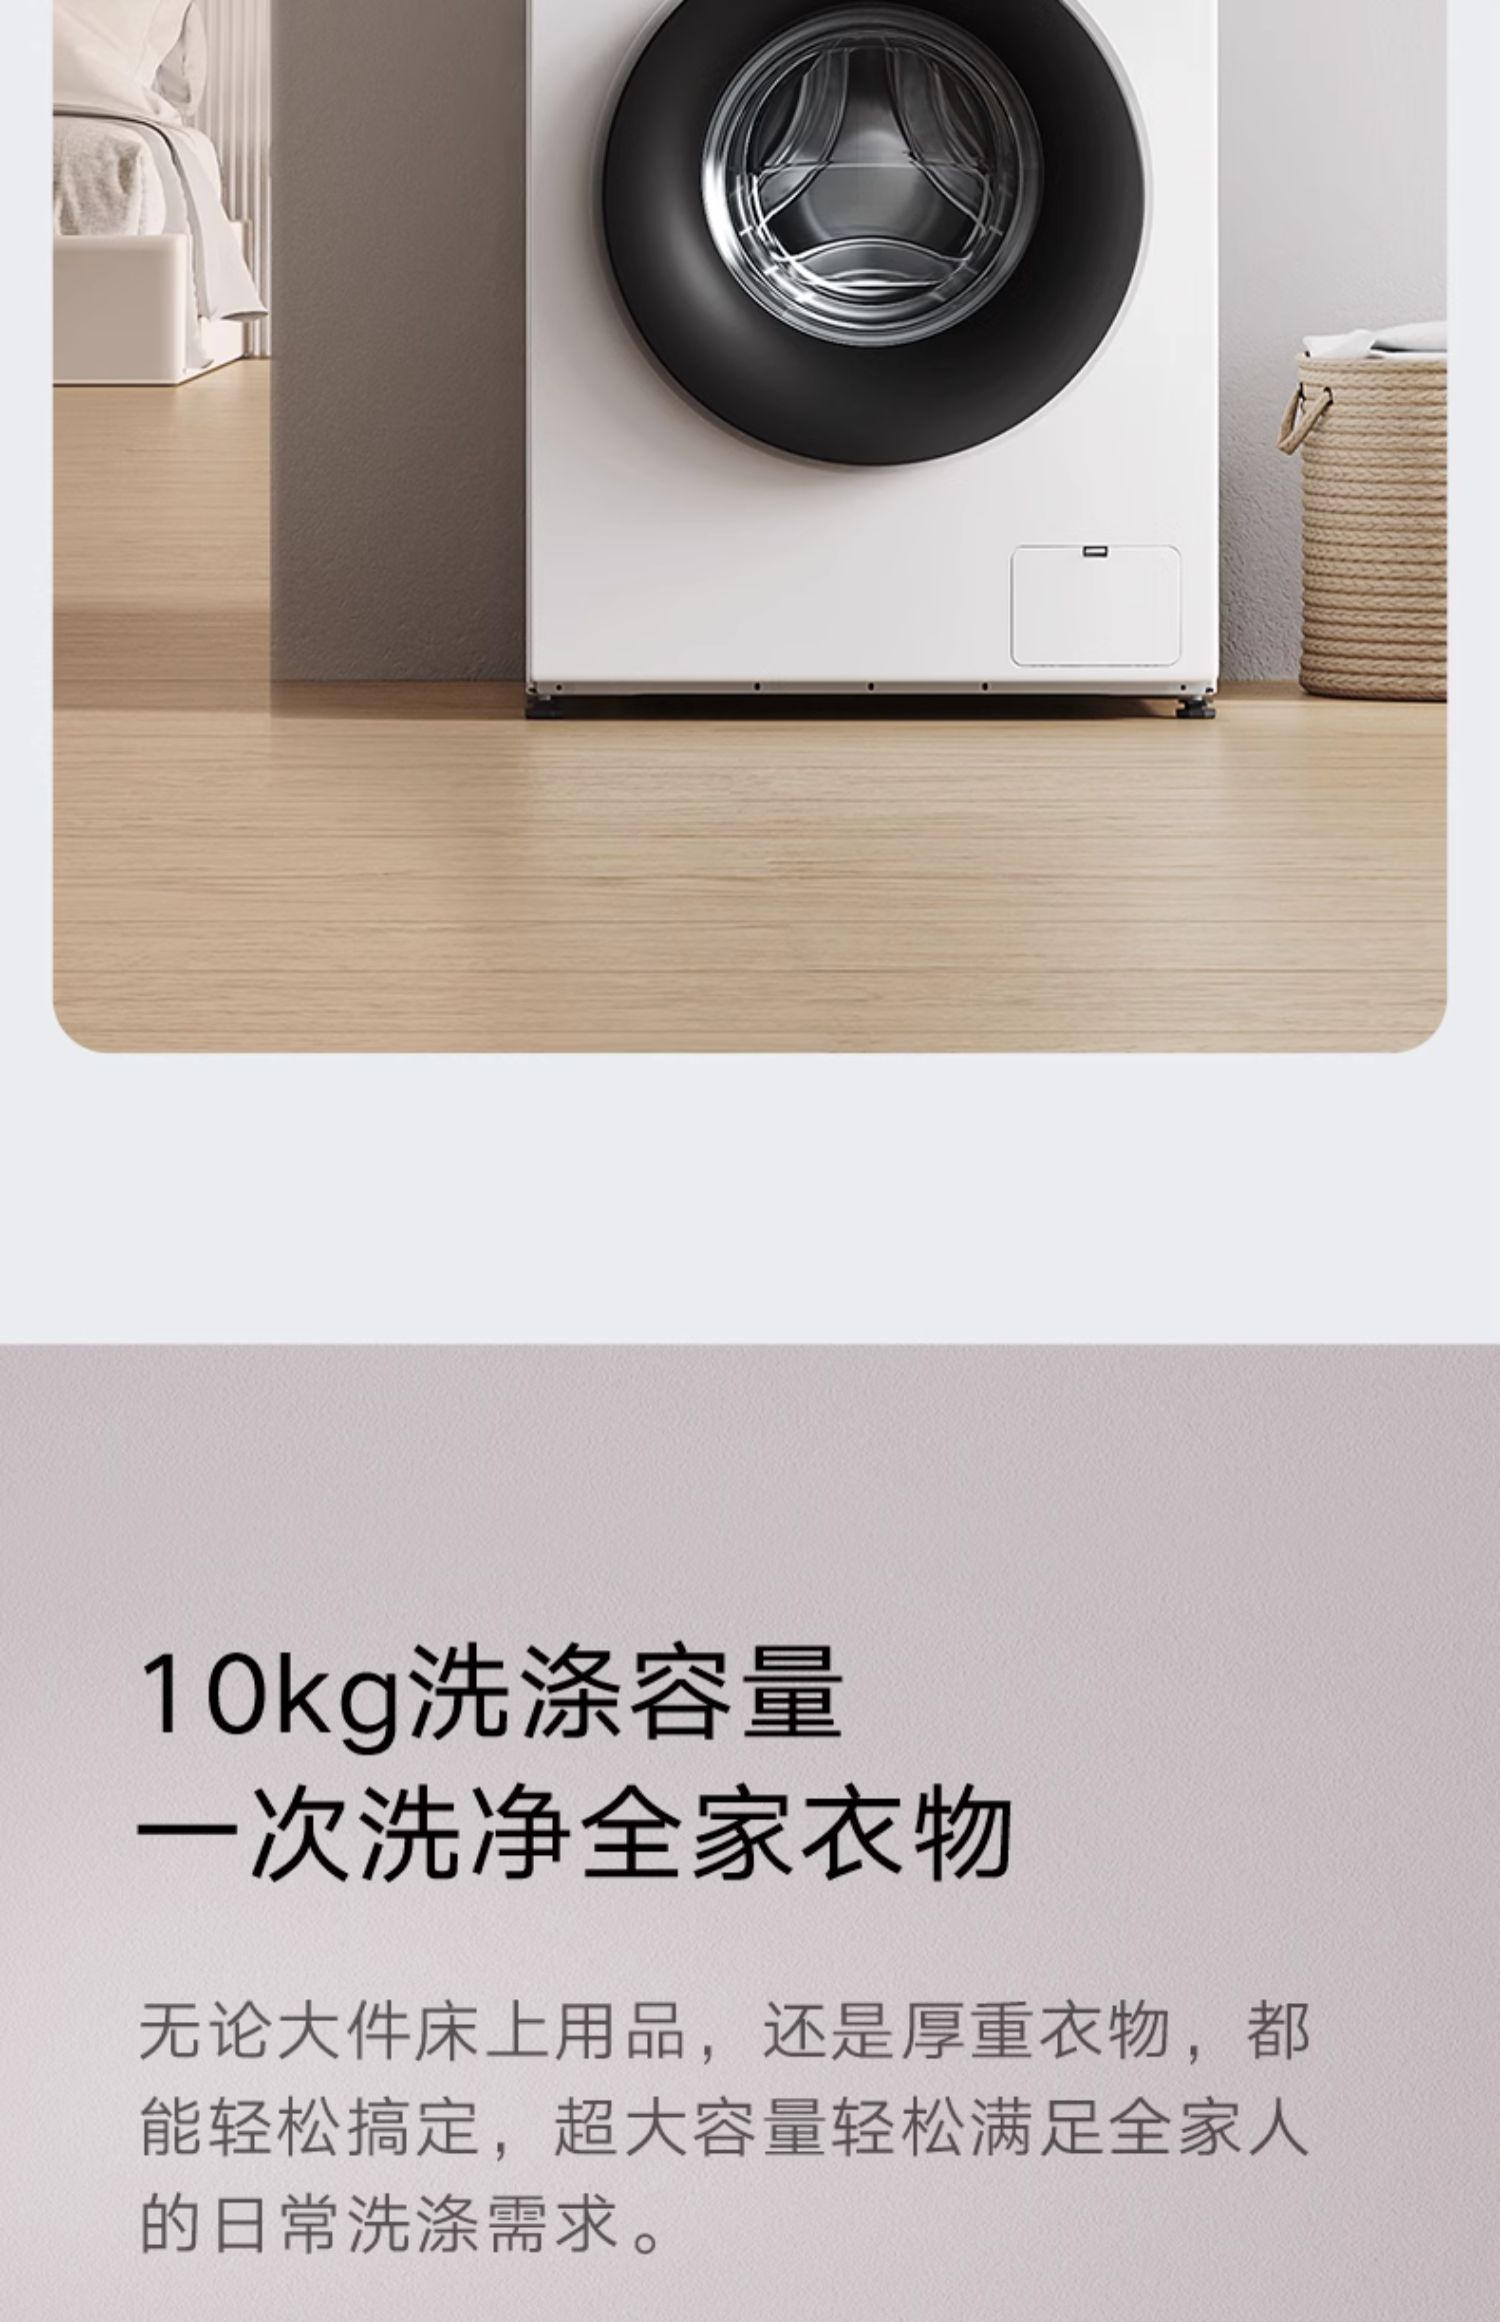 10kg洗涤容量
一次洗净全家衣物
无论大件床上用品，还是厚重衣物，都
能轻松搞定，超大容量轻松满足全家人
的日常洗涤需求。